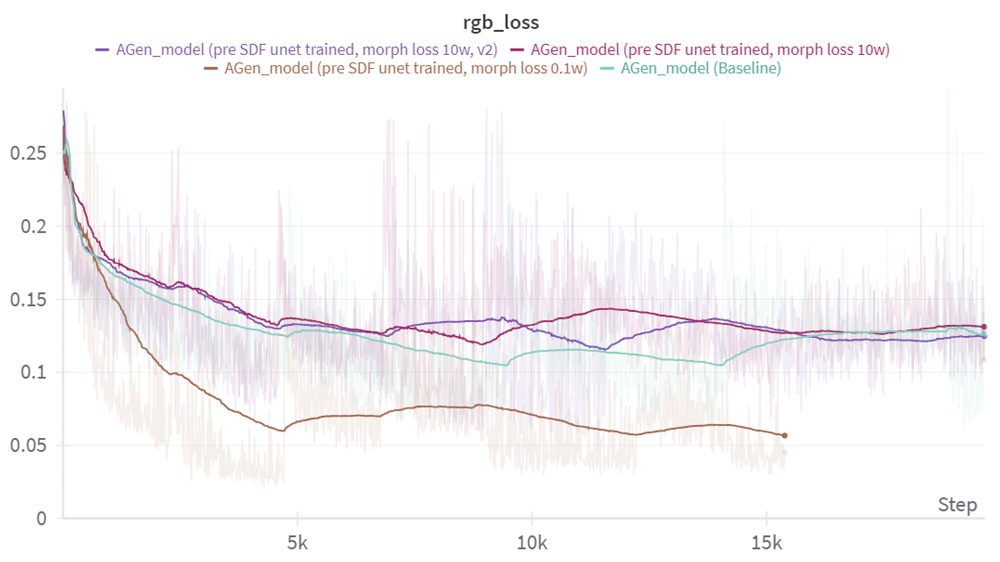 rgb_loss
AGen_model (pre SDF unet trained, morph loss 10w, v2) AGen_model (pre SDF unet trained, morph loss 10w)
AGen_model (pre SDF unet trained, morph loss 0.1w) AGen_model (Baseline)
0.25
0.2
0.15
0.1
0.05
0
Step
5k 10k 15k